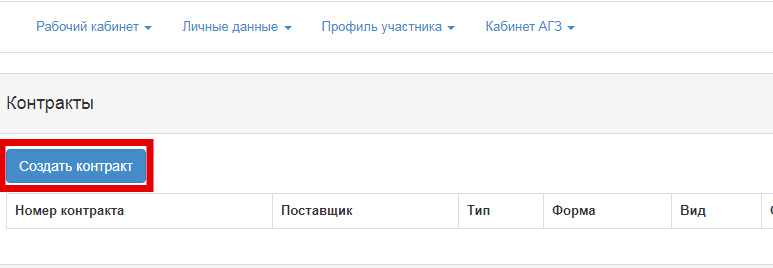 Рабочий кабинет Личные данные Профиль участника Кабинет АГЗ
Контракты
Создать контракт
Номер контракта Поставщик Тип Форма Вид